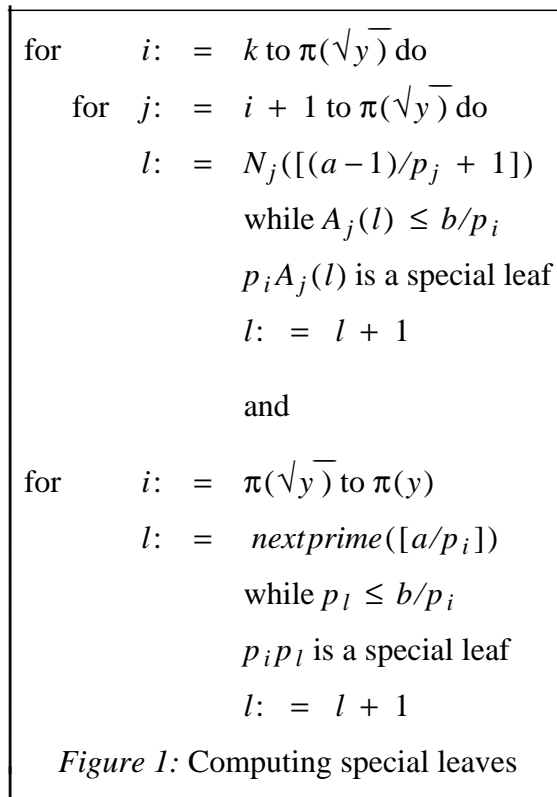 for i: = k to π(√y) do
for j: = i + 1 to π(√y) do
l: = N_j([(a − 1)/p_j + 1])
while A_j(l) ≤ b/p_i
p_i A_j(l) is a special leaf
l: = l + 1
and
for i: = π(√y) to π(y)
l: = nextprime([a/p_i])
while p_l ≤ b/p_i
p_i p_l is a special leaf
l: = l + 1
Figure 1: Computing special leaves